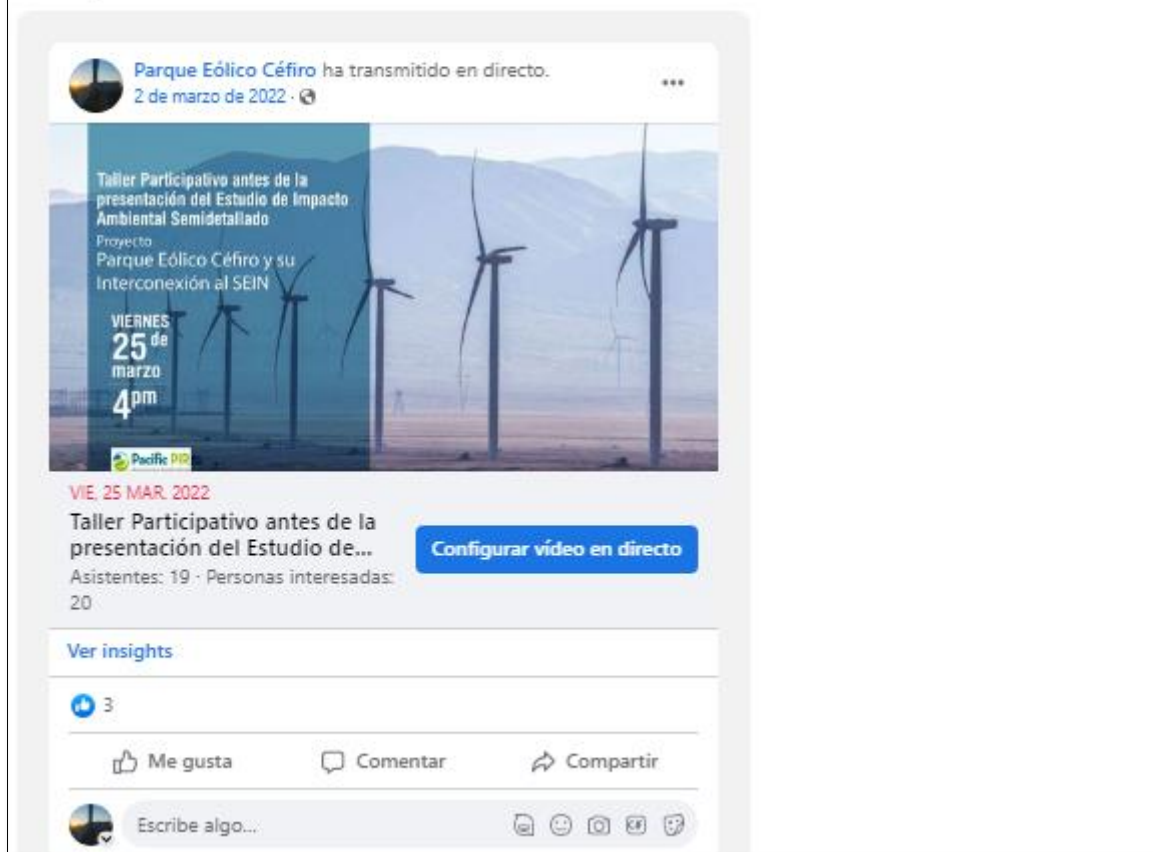 Parque Eólico Céfiro ha transmitido en directo.
2 de marzo de 2022 ·
Taller Participativo antes de la
presentación del Estudio de Impacto
Ambiental Semidetallado
Proyecto
Parque Eólico Céfiro y su
Interconexión al SEIN
VIERNES
25 de
marzo
4pm
Pacific PIR
VIE, 25 MAR. 2022
Taller Participativo antes de la
presentación del Estudio de...
Configurar vídeo en directo
Asistentes: 19 · Personas interesadas:
20
Ver insights
3
Me gusta
Comentar
Compartir
Escribe algo...
GIF